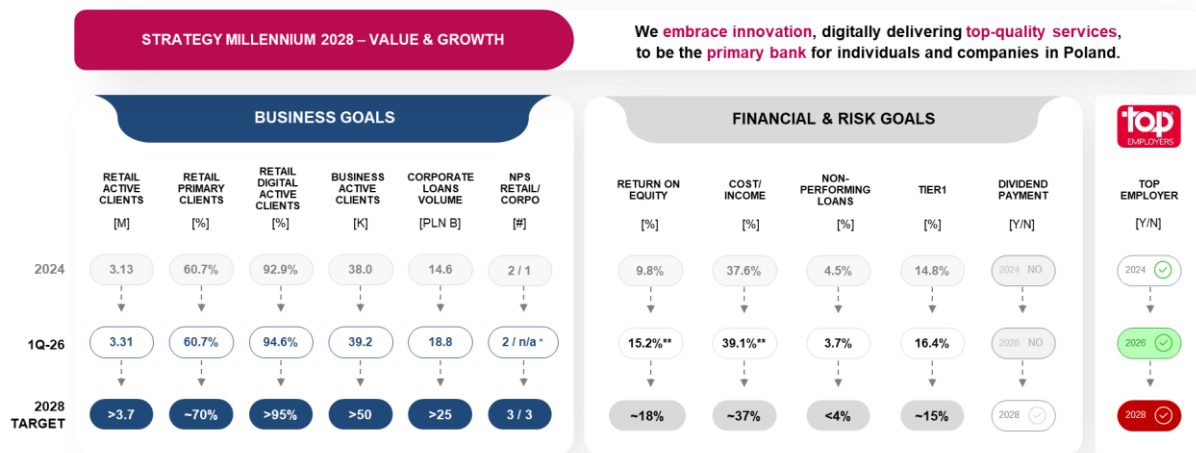 STRATEGY MILLENNIUM 2028 – VALUE & GROWTH
We embrace innovation, digitally delivering top-quality services,
to be the primary bank for individuals and companies in Poland.
BUSINESS GOALS
FINANCIAL & RISK GOALS
top
EMPLOYERS
RETAIL
ACTIVE
CLIENTS
[M]
RETAIL
PRIMARY
CLIENTS
[%]
RETAIL
DIGITAL
ACTIVE
CLIENTS
[%]
BUSINESS
ACTIVE
CLIENTS
[K]
CORPORATE
LOANS
VOLUME
[PLN B]
NPS
RETAIL/
CORPO
[#]
RETURN ON
EQUITY
[%]
COST/
INCOME
[%]
NON-
PERFORMING
LOANS
[%]
TIER1
[%]
DIVIDEND
PAYMENT
[Y/N]
TOP
EMPLOYER
[Y/N]
2024 3.13 60.7% 92.9% 38.0 14.6 2 / 1 9.8% 37.6% 4.5% 14.8% 2024 NO 2024
1Q-26 3.31 60.7% 94.6% 39.2 18.8 2 / n/a * 15.2%** 39.1%** 3.7% 16.4% 2026 NO 2026
2028
TARGET >3.7 ~70% >95% >50 >25 3 / 3 ~18% ~37% <4% ~15% 2028 2028